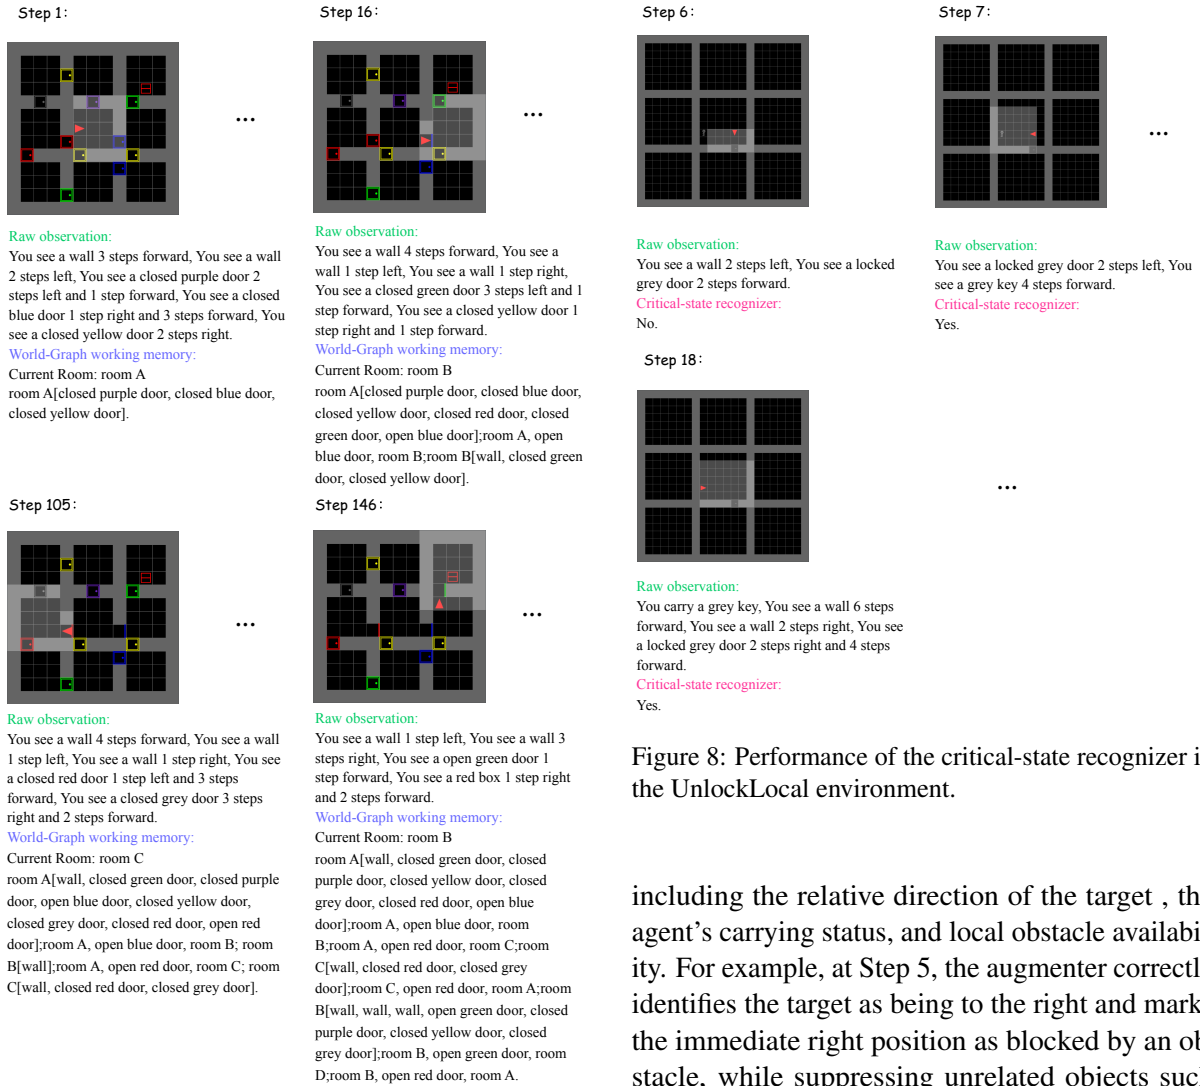 Step 1:
...
Raw observation:
You see a wall 3 steps forward, You see a wall
2 steps left, You see a closed purple door 2
steps left and 1 step forward, You see a closed
blue door 1 step right and 3 steps forward, You
see a closed yellow door 2 steps right.
World-Graph working memory:
Current Room: room A
room A[closed purple door, closed blue door,
closed yellow door].
Step 16:
...
Raw observation:
You see a wall 4 steps forward, You see a
wall 1 step left, You see a wall 1 step right,
You see a closed green door 3 steps left and 1
step forward, You see a closed yellow door 1
step right and 1 step forward.
World-Graph working memory:
Current Room: room B
room A[closed purple door, closed blue door,
closed yellow door, closed red door, closed
green door, open blue door];room A, open
blue door, room B;room B[wall, closed green
door, closed yellow door].
Step 105:
...
Raw observation:
You see a wall 4 steps forward, You see a wall
1 step left, You see a wall 1 step right, You see
a closed red door 1 step left and 3 steps
forward, You see a closed grey door 3 steps
right and 2 steps forward.
World-Graph working memory:
Current Room: room C
room A[wall, closed green door, closed purple
door, open blue door, closed yellow door,
closed grey door, closed red door, open red
door];room A, open blue door, room B; room
B[wall];room A, open red door, room C; room
C[wall, closed red door, closed grey door].
Step 146:
...
Raw observation:
You see a wall 1 step left, You see a wall 3
steps right, You see a open green door 1
step forward, You see a red box 1 step right
and 2 steps forward.
World-Graph working memory:
Current Room: room B
room A[wall, closed green door, closed
purple door, closed yellow door, closed
grey door, closed red door, open blue
door];room A, open blue door, room
B;room A, open red door, room C;room
C[wall, closed red door, closed grey
door];room C, open red door, room A;room
B[wall, wall, wall, open green door, closed
purple door, closed yellow door, closed
grey door];room B, open green door, room
D;room B, open red door, room A.
Step 6:
Raw observation:
You see a wall 2 steps left, You see a locked
grey door 2 steps forward.
Critical-state recognizer:
No.
Step 7:
...
Raw observation:
You see a locked grey door 2 steps left, You
see a grey key 4 steps forward.
Critical-state recognizer:
Yes.
Step 18:
...
Raw observation:
You carry a grey key, You see a wall 6 steps
forward, You see a wall 2 steps right, You see
a locked grey door 2 steps right and 4 steps
forward.
Critical-state recognizer:
Yes.
Figure 8: Performance of the critical-state recognizer i
the UnlockLocal environment.
including the relative direction of the target , th
agent's carrying status, and local obstacle availabi
ity. For example, at Step 5, the augmenter correctl
identifies the target as being to the right and mark
the immediate right position as blocked by an ob
stacle, while suppressing unrelated objects suc